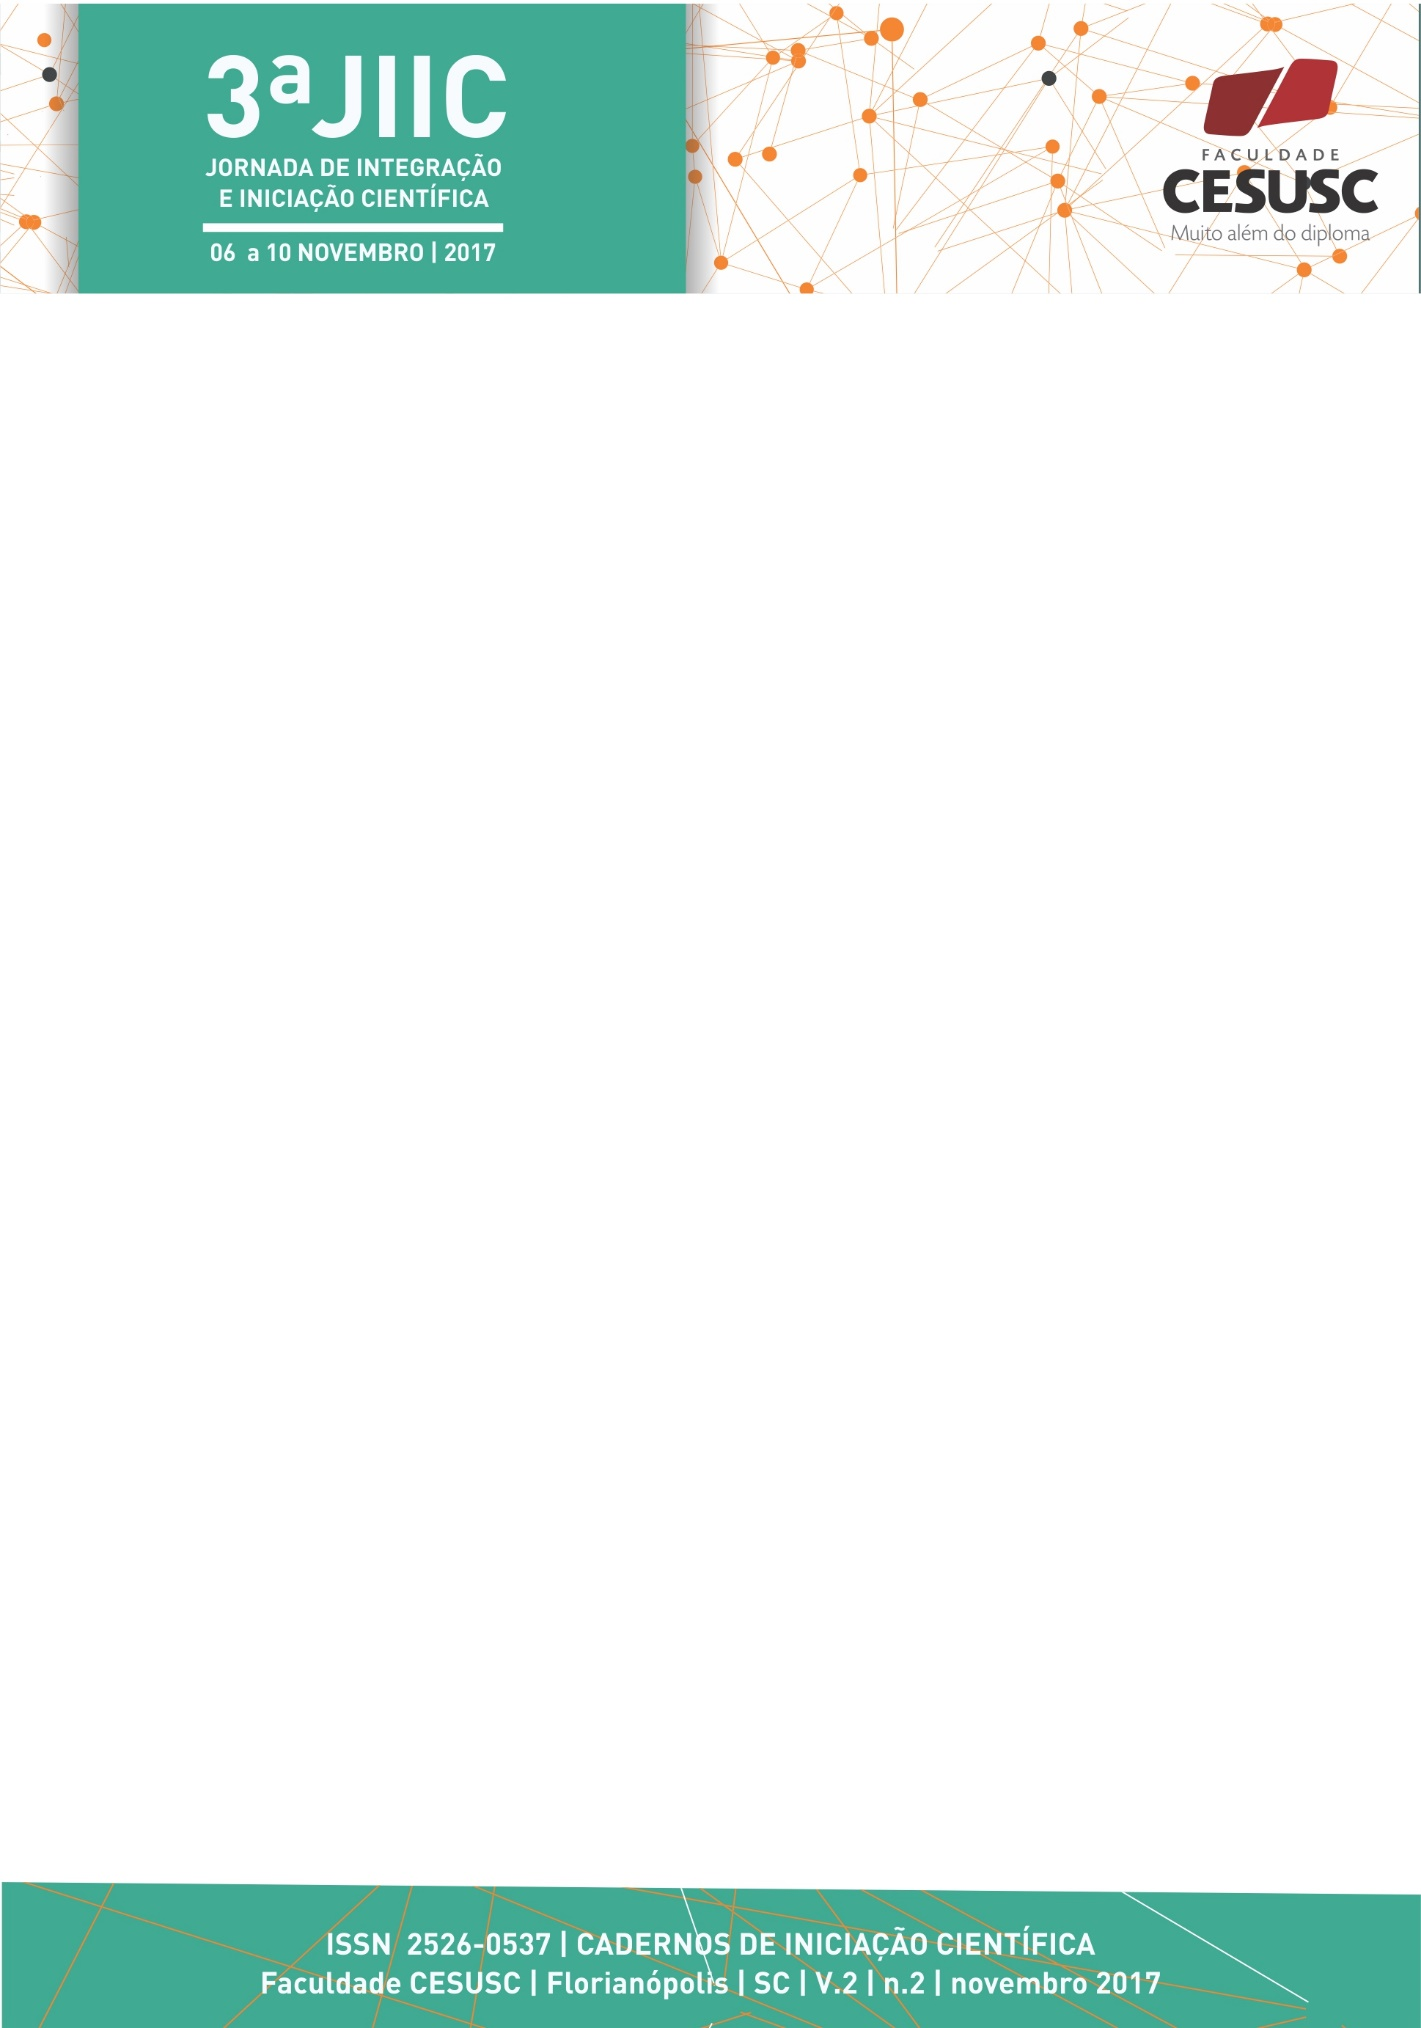 3ª JIIC
JORNADA DE INTEGRAÇÃO
E INICIAÇÃO CIENTÍFICA
06 a 10 NOVEMBRO | 2017
FACULDADE
CESUSC
Muito além do diploma
ISSN 2526-0537 | CADERNOS DE INICIAÇÃO CIENTÍFICA
Faculdade CESUSC | Florianópolis | SC | V.2 | n.2 | novembro 2017